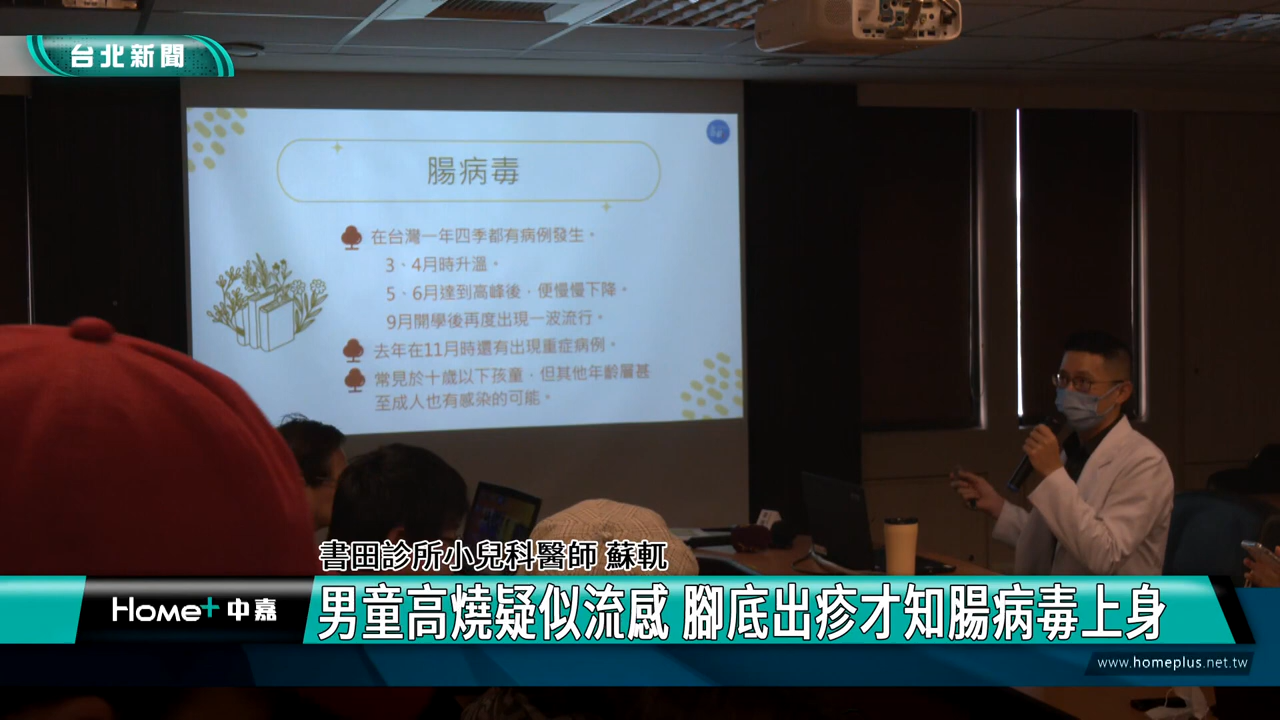 台北新聞
腸病毒
在台灣一年四季都有病例發生。
3、4月時升溫。
5、6月達到高峰後，便慢慢下降。
9月開學後再度出現一波流行。
去年在11月時還有出現重症病例。
常見於十歲以下孩童，但其他年齡層甚
至成人也有感染的可能。
書田診所小兒科醫師 蘇軏
Home+ 中嘉
男童高燒疑似流感 腳底出疹才知腸病毒上身
www.homeplus.net.tw